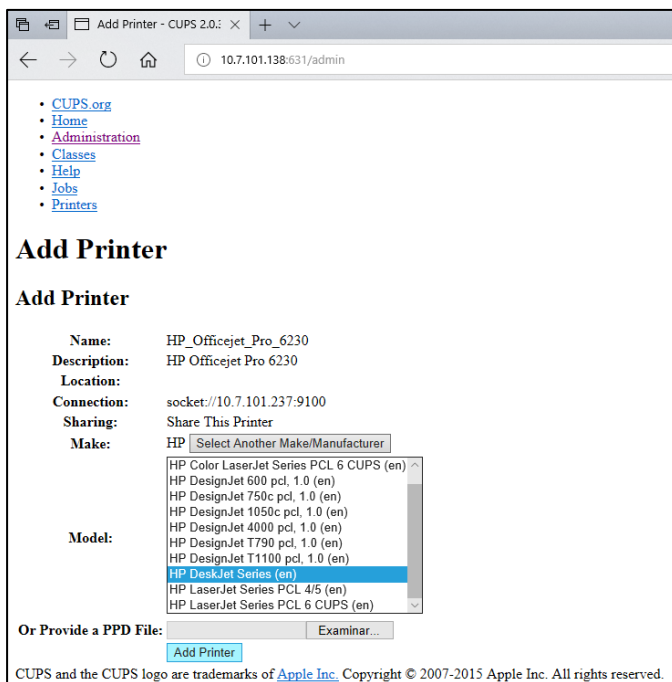 Add Printer - CUPS 2.0.:
10.7.101.138:631/admin
• CUPS.org
• Home
• Administration
• Classes
• Help
• Jobs
• Printers
Add Printer
Add Printer
Name: HP_Officejet_Pro_6230
Description: HP Officejet Pro 6230
Location:
Connection: socket://10.7.101.237:9100
Sharing: Share This Printer
Make: HP Select Another Make/Manufacturer
HP Color LaserJet Series PCL 6 CUPS (en)
HP DesignJet 600 pcl, 1.0 (en)
HP DesignJet 750c pcl, 1.0 (en)
HP DesignJet 1050c pcl, 1.0 (en)
HP DesignJet 4000 pcl, 1.0 (en)
Model: HP DesignJet T790 pcl, 1.0 (en)
HP DesignJet T1100 pcl, 1.0 (en)
HP DeskJet Series (en)
HP LaserJet Series PCL 4/5 (en)
HP LaserJet Series PCL 6 CUPS (en)
Or Provide a PPD File: Examinar...
Add Printer
CUPS and the CUPS logo are trademarks of Apple Inc. Copyright © 2007-2015 Apple Inc. All rights reserved.